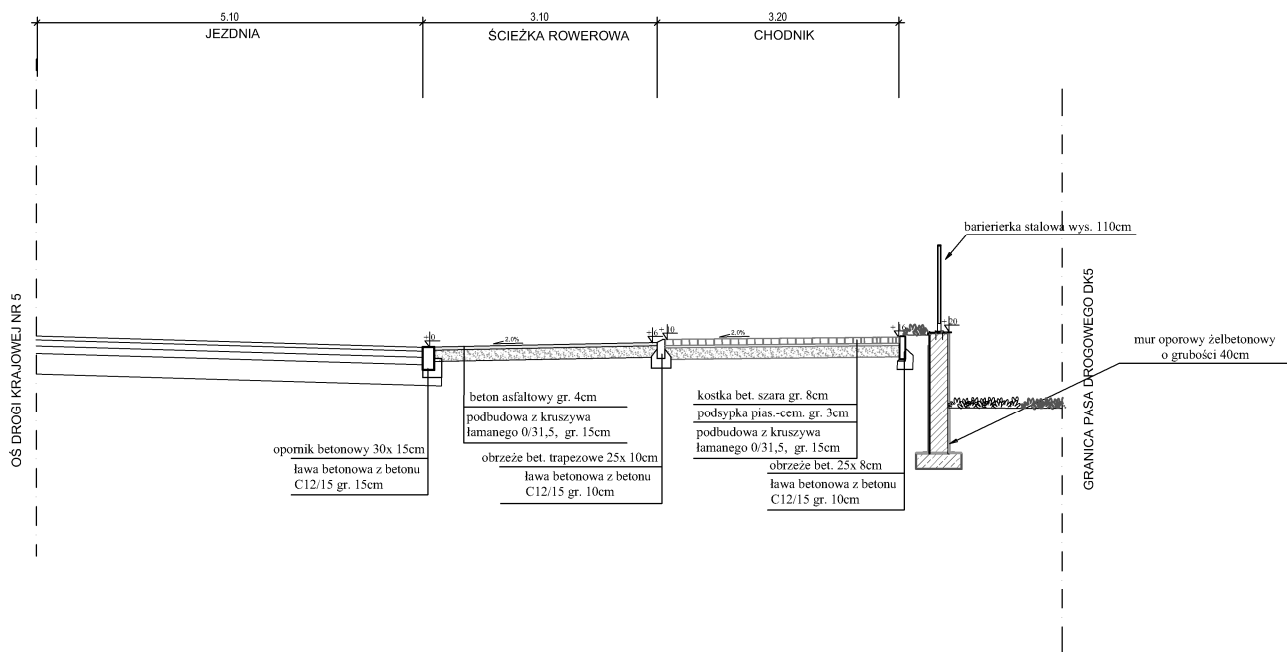 5.10
3.10
3.20
JEZDNIA
ŚCIEŻKA ROWEROWA
CHODNIK
barierierka stalowa wys. 110cm
OŚ DROGI KRAJOWEJ NR 5
GRANICA PASA DROGOWEGO DK5
mur oporowy żelbetonowy
o grubości 40cm
2,0%
2,0%
+10
+20
beton asfaltowy gr. 4cm
podbudowa z kruszywa
łamanego 0/31,5, gr. 15cm
kostka bet. szara gr. 8cm
podsypka pias.-cem. gr. 3cm
podbudowa z kruszywa
łamanego 0/31,5, gr. 15cm
opornik betonowy 30x 15cm
ława betonowa z betonu
C12/15 gr. 15cm
obrzeże bet. trapezowe 25x 10cm
ława betonowa z betonu
C12/15 gr. 10cm
obrzeże bet. 25x 8cm
ława betonowa z betonu
C12/15 gr. 10cm